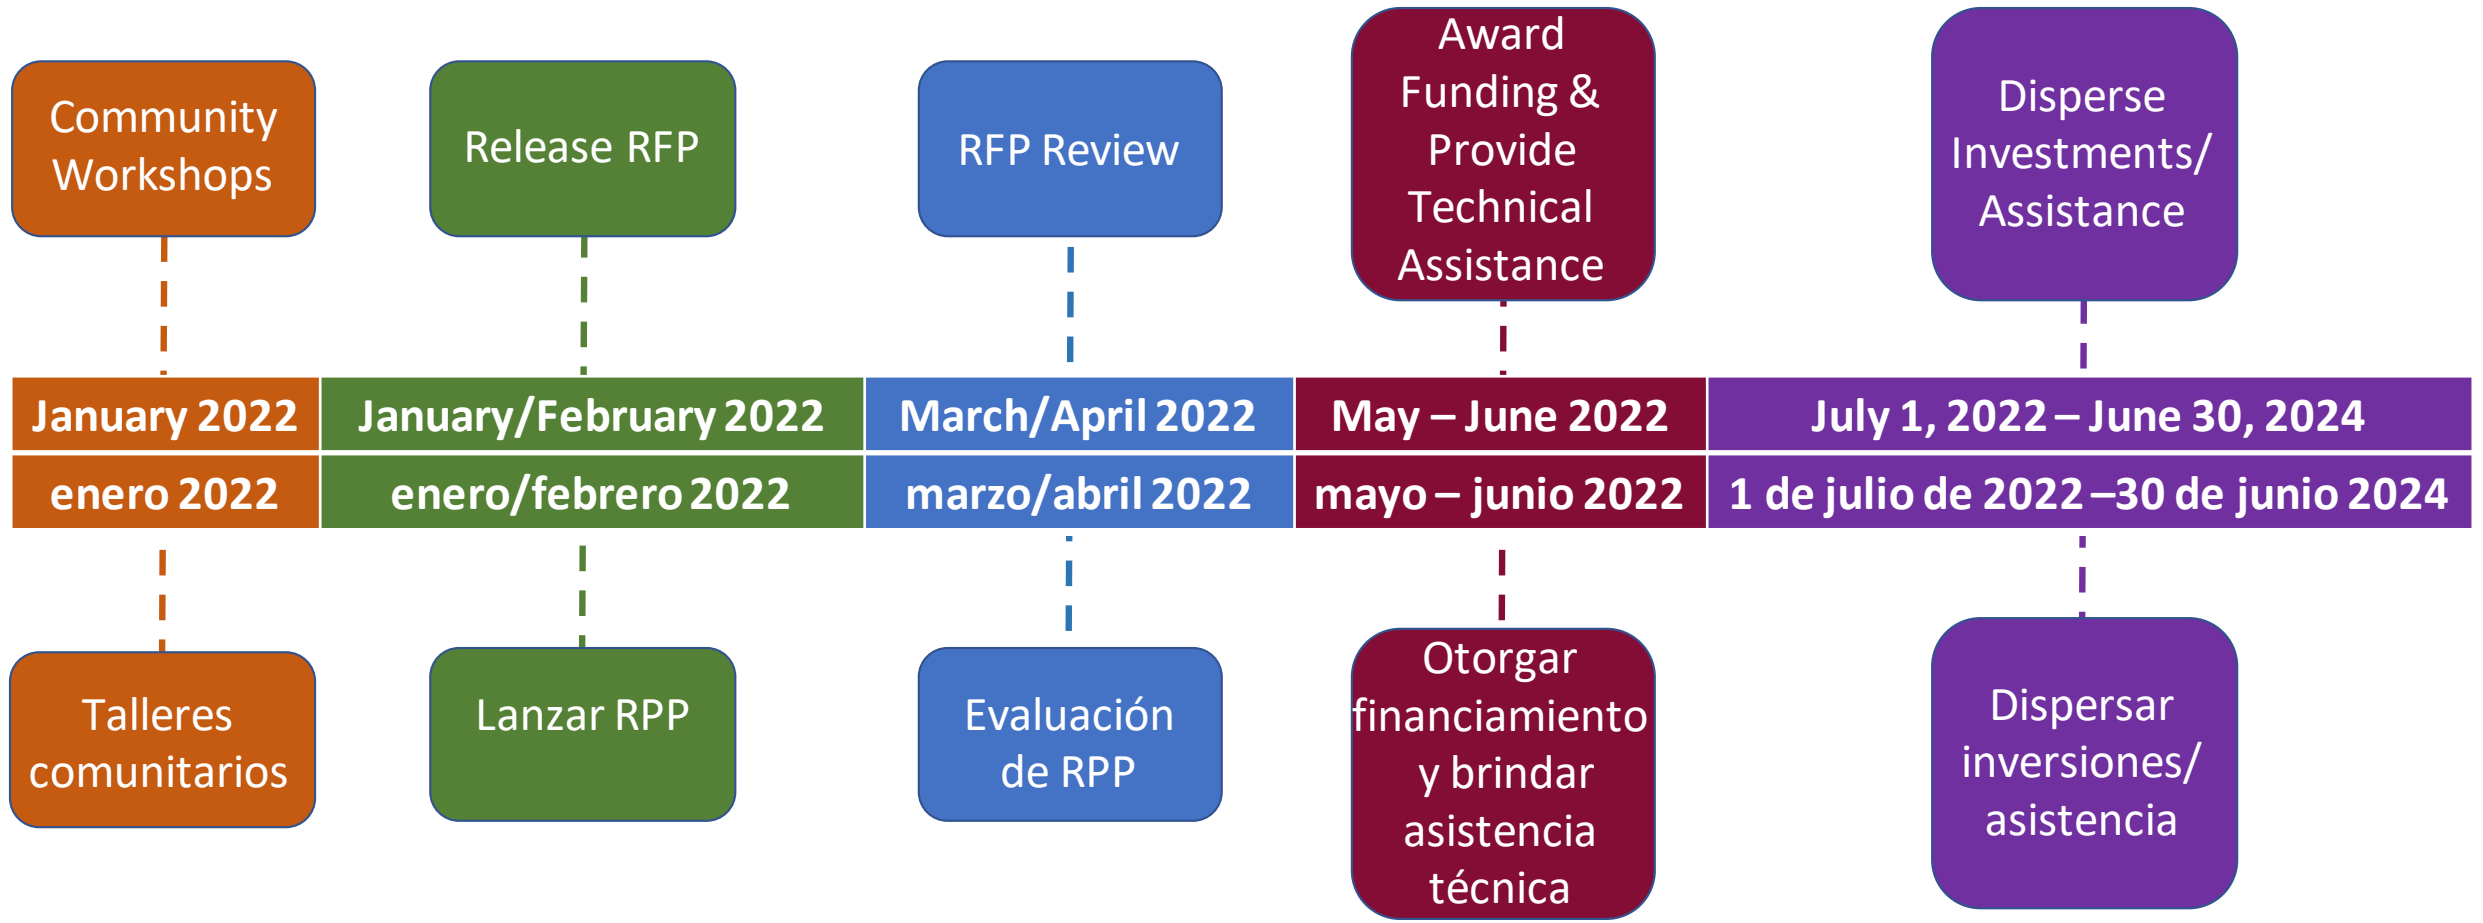 Community
Workshops
Release RFP
RFP Review
Award
Funding &
Provide
Technical
Assistance
Disperse
Investments/
Assistance
January 2022
January/February 2022
March/April 2022
May – June 2022
July 1, 2022 – June 30, 2024
enero 2022
enero/febrero 2022
marzo/abril 2022
mayo – junio 2022
1 de julio de 2022 –30 de junio 2024
Talleres
comunitarios
Lanzar RPP
Evaluación
de RPP
Otorgar
financiamiento
y brindar
asistencia
técnica
Dispersar
inversiones/
asistencia